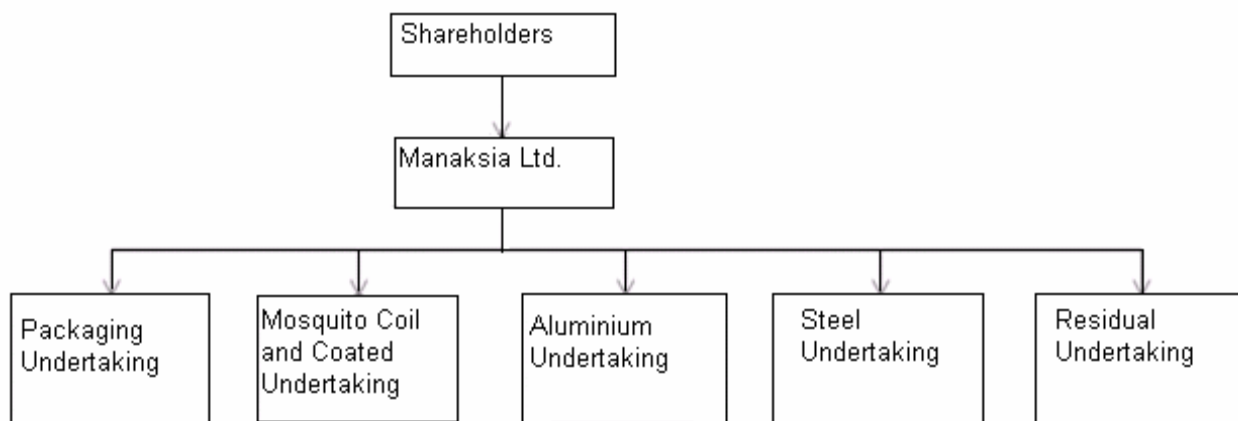 Shareholders
Manaksia Ltd.
Packaging
Undertaking
Mosquito Coil
and Coated
Undertaking
Aluminium
Undertaking
Steel
Undertaking
Residual
Undertaking